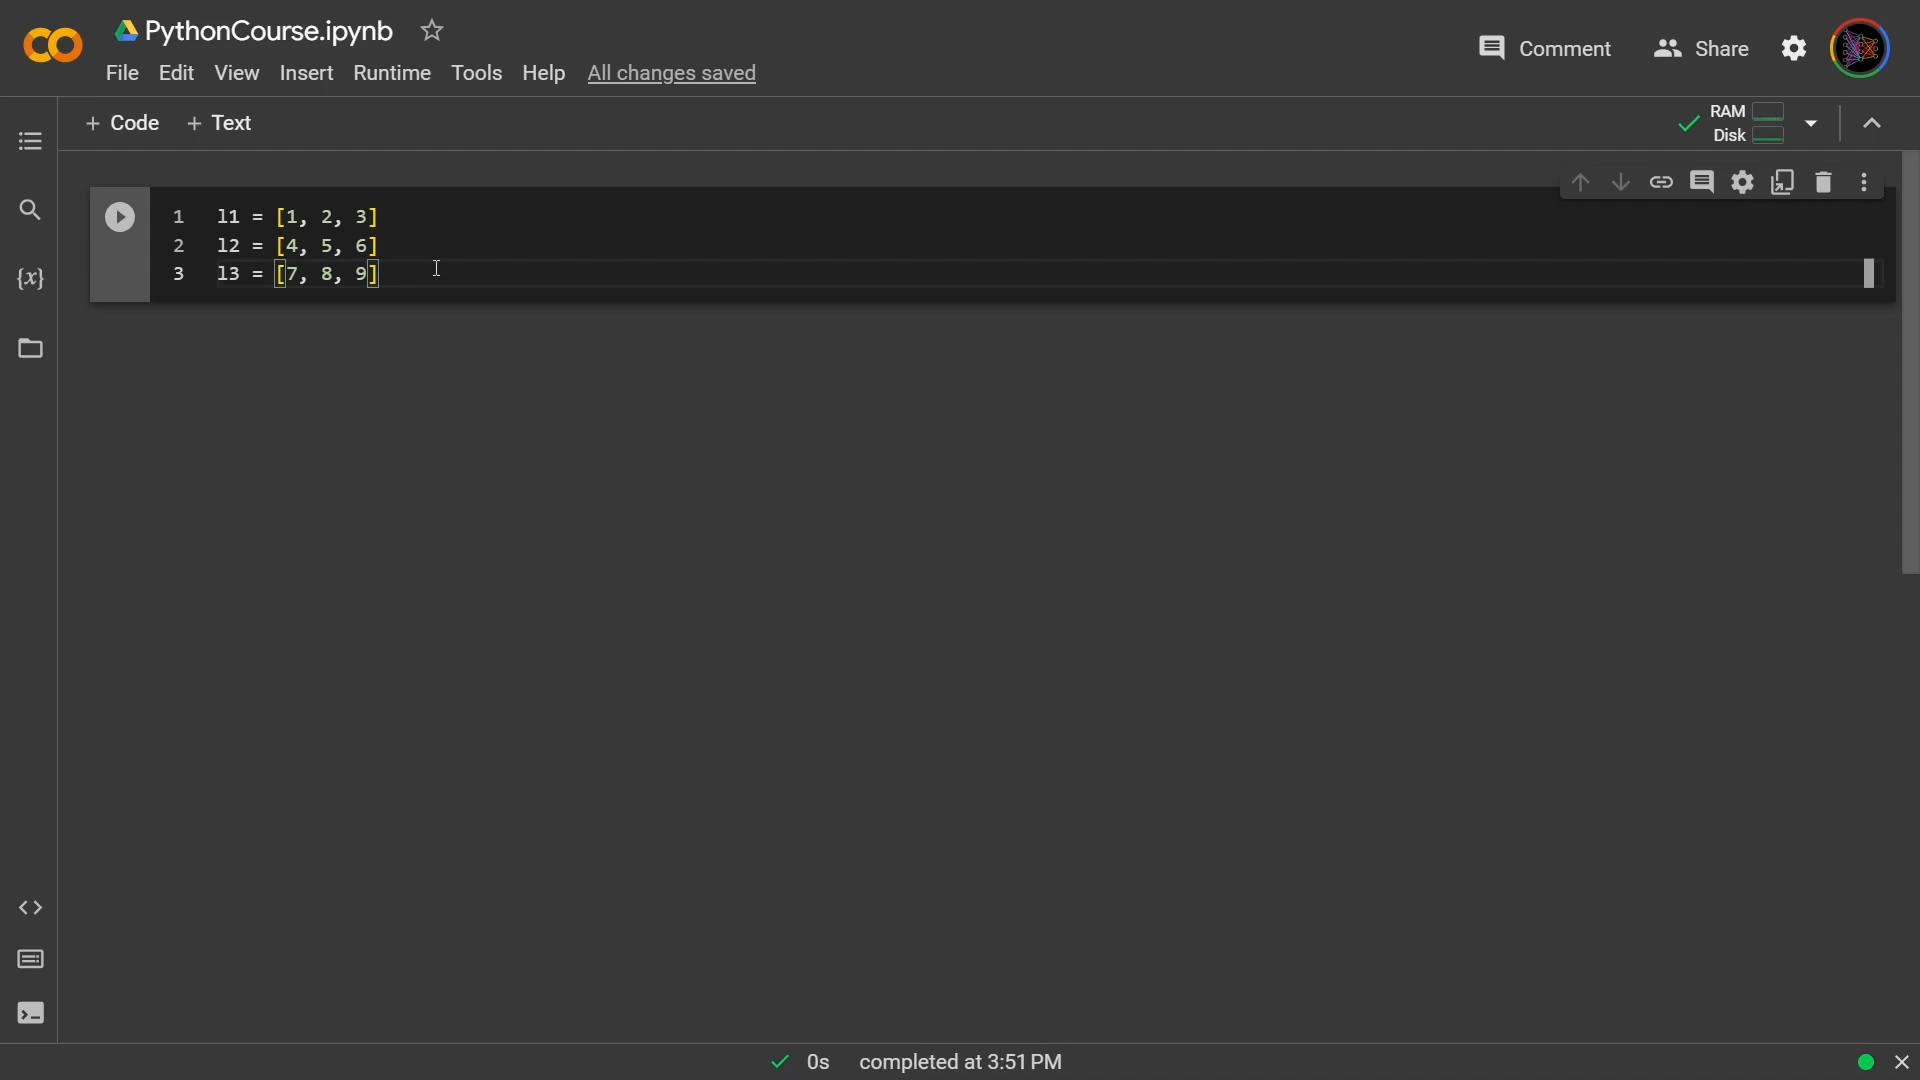 PythonCourse.ipynb
File Edit View Insert Runtime Tools Help All changes saved
Comment Share
+ Code + Text
RAM
Disk
1 l1 = [1, 2, 3]
2 l2 = [4, 5, 6]
3 l3 = [7, 8, 9]
{x}
0s completed at 3:51 PM